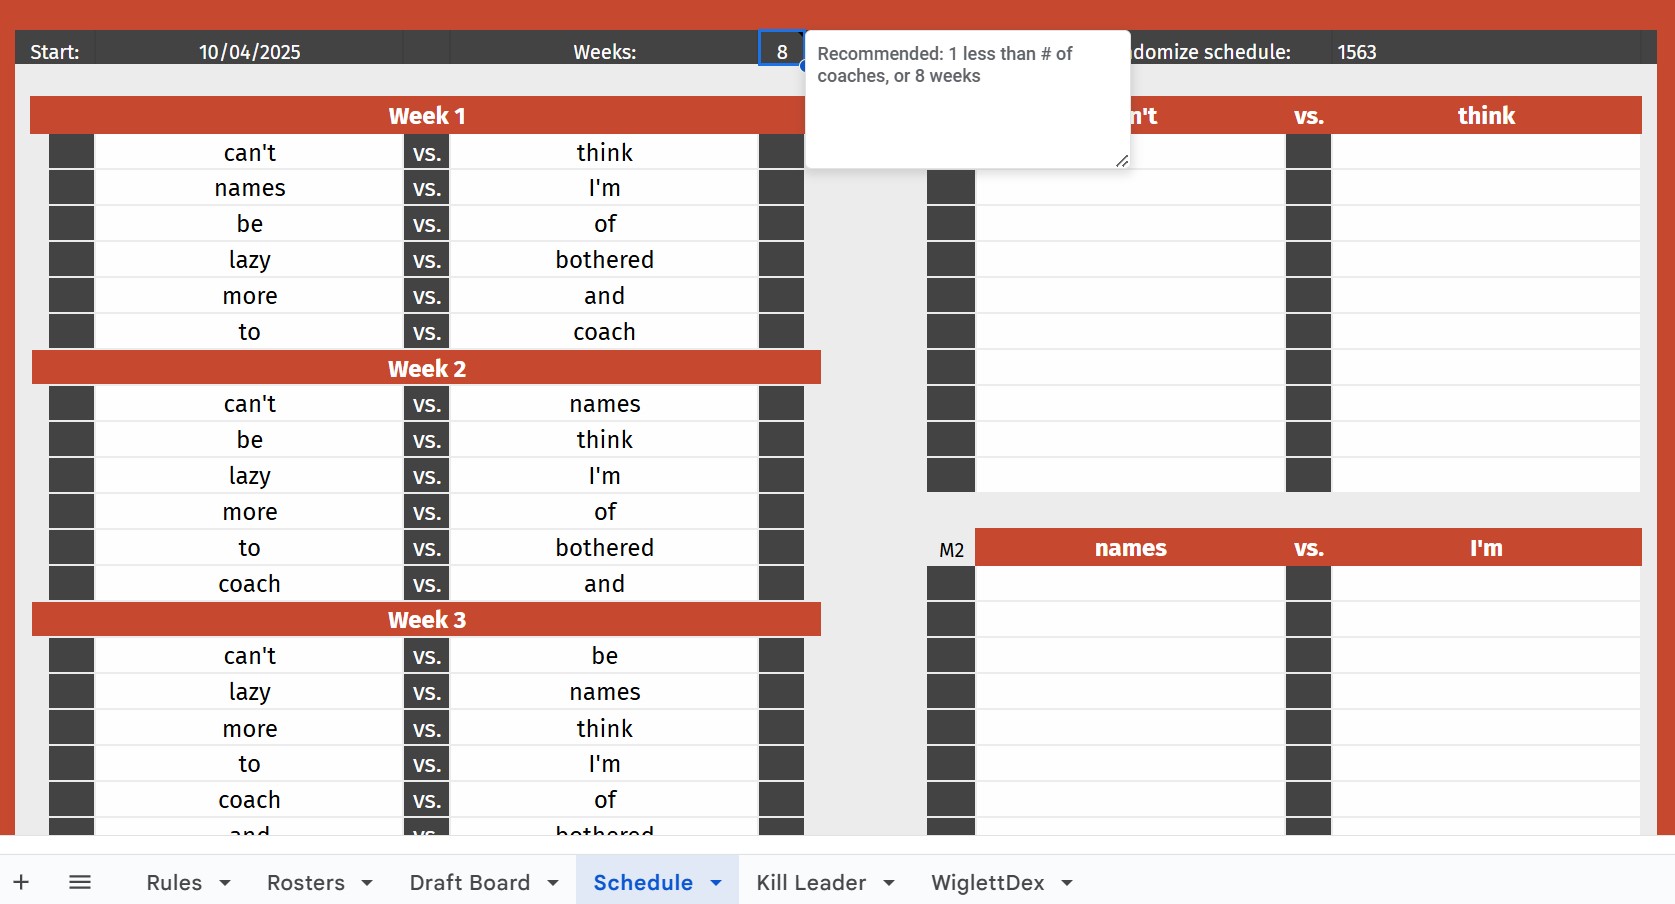 Start: 10/04/2025 Weeks: 8 domize schedule: 1563
Recommended: 1 less than # of
coaches, or 8 weeks
Week 1
can't vs. think
names vs. I'm
be vs. of
lazy vs. bothered
more vs. and
to vs. coach
Week 2
can't vs. names
be vs. think
lazy vs. I'm
more vs. of
to vs. bothered
coach vs. and
Week 3
can't vs. be
lazy vs. names
more vs. think
to vs. I'm
coach vs. of
and vs. bothered
n't vs. think
M2 names vs. I'm
Rules Rosters Draft Board Schedule Kill Leader WiglettDex